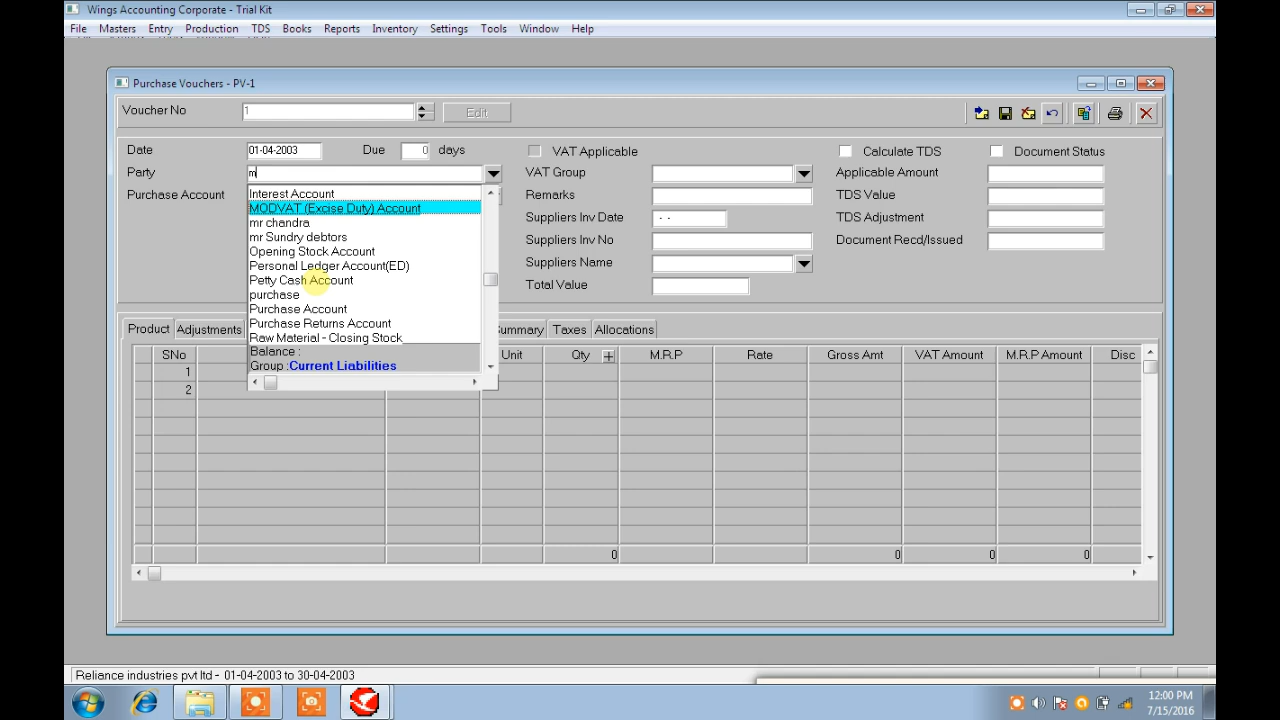 Wings Accounting Corporate - Trial Kit
File Masters Entry Production TDS Books Reports Inventory Settings Tools Window Help
Purchase Vouchers - PV-1
Voucher No 1 Edit
Date 01-04-2003 Due 0 days VAT Applicable Calculate TDS Document Status
Party m VAT Group Applicable Amount
Purchase Account Remarks TDS Value
Suppliers Inv Date - - TDS Adjustment
Suppliers Inv No Document Recd/Issued
Suppliers Name
Total Value
Interest Account
MODVAT (Excise Duty) Account
mr chandra
mr Sundry debtors
Opening Stock Account
Personal Ledger Account(ED)
Petty Cash Account
purchase
Purchase Account
Purchase Returns Account
Raw Material - Closing Stock
Balance :
Group :Current Liabilities
Product Adjustments Summary Taxes Allocations
SNo Unit Qty + M.R.P Rate Gross Amt VAT Amount M.R.P Amount Disc
1
2
0 0 0 0
Reliance industries pvt ltd - 01-04-2003 to 30-04-2003
12:00 PM
7/15/2016